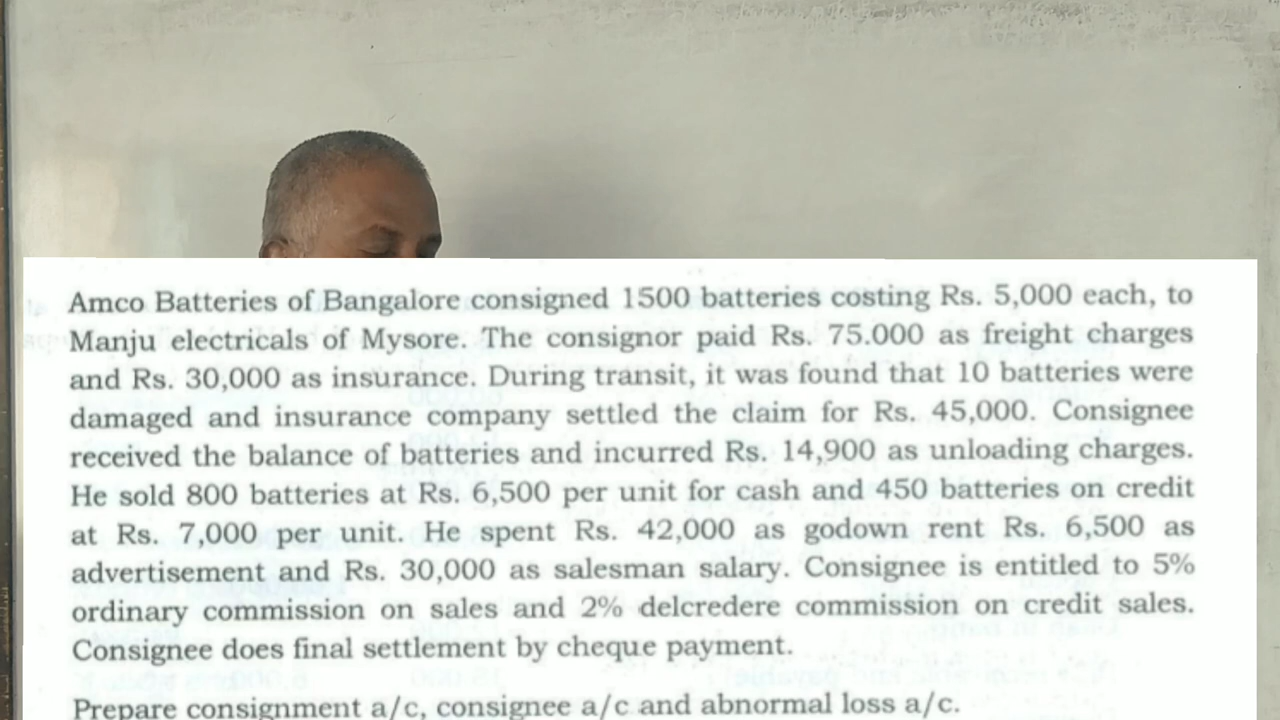 Amco Batteries of Bangalore consigned 1500 batteries costing Rs. 5,000 each, to
Manju electricals of Mysore. The consignor paid Rs. 75.000 as freight charges
and Rs. 30,000 as insurance. During transit, it was found that 10 batteries were
damaged and insurance company settled the claim for Rs. 45,000. Consignee
received the balance of batteries and incurred Rs. 14,900 as unloading charges.
He sold 800 batteries at Rs. 6,500 per unit for cash and 450 batteries on credit
at Rs. 7,000 per unit. He spent Rs. 42,000 as godown rent Rs. 6,500 as
advertisement and Rs. 30,000 as salesman salary. Consignee is entitled to 5%
ordinary commission on sales and 2% delcredere commission on credit sales.
Consignee does final settlement by cheque payment.
Prepare consignment a/c, consignee a/c and abnormal loss a/c.